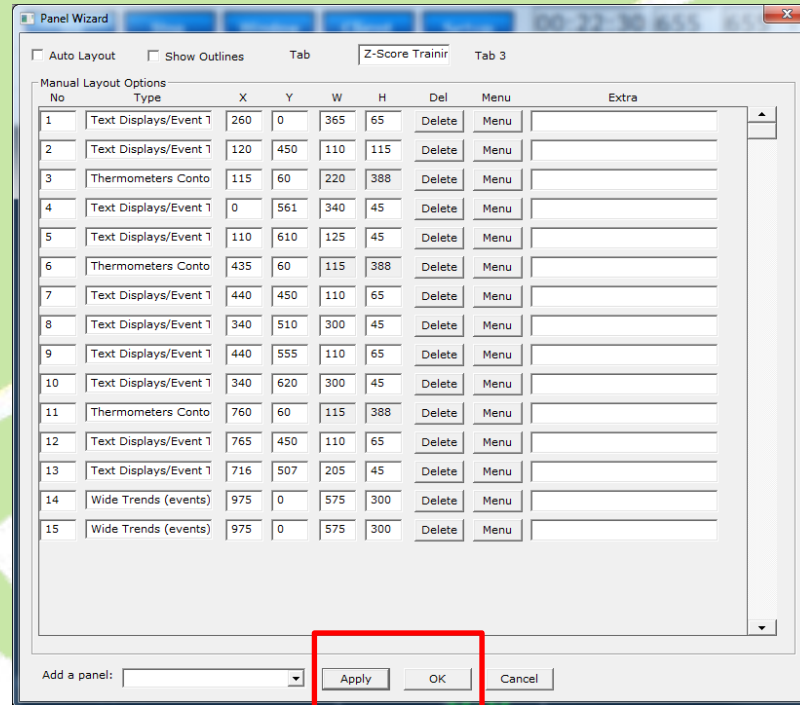 Panel Wizard
00:22:30
Auto Layout Show Outlines Tab Z-Score Trainir Tab 3
Manual Layout Options
No Type X Y W H Del Menu Extra
1 Text Displays/Event T 260 0 365 65 Delete Menu
2 Text Displays/Event T 120 450 110 115 Delete Menu
3 Thermometers Conto 115 60 220 388 Delete Menu
4 Text Displays/Event T 0 561 340 45 Delete Menu
5 Text Displays/Event T 110 610 125 45 Delete Menu
6 Thermometers Conto 435 60 115 388 Delete Menu
7 Text Displays/Event T 440 450 110 65 Delete Menu
8 Text Displays/Event T 340 510 300 45 Delete Menu
9 Text Displays/Event T 440 555 110 65 Delete Menu
10 Text Displays/Event T 340 620 300 45 Delete Menu
11 Thermometers Conto 760 60 115 388 Delete Menu
12 Text Displays/Event T 765 450 110 65 Delete Menu
13 Text Displays/Event T 716 507 205 45 Delete Menu
14 Wide Trends (events) 975 0 575 300 Delete Menu
15 Wide Trends (events) 975 0 575 300 Delete Menu
Add a panel: Apply OK Cancel